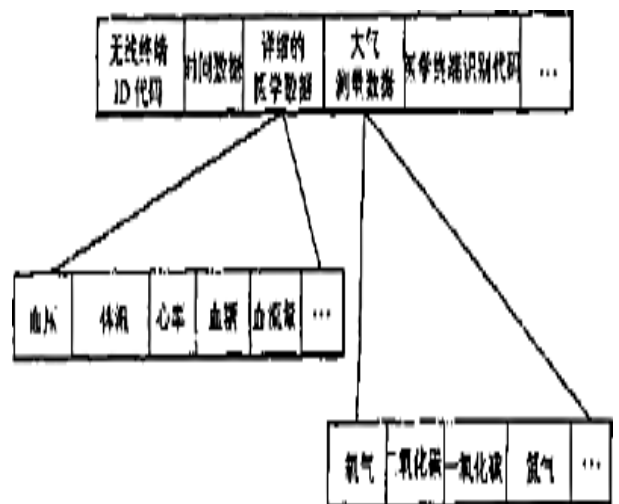 无线终端
ID代码
时间数据
详细的
医学数据
大气
测量数据
医学终端识别代码
…
血压
体温
心率
血糖
血流量
…
氧气
二氧化碳
一氧化碳
氮气
…